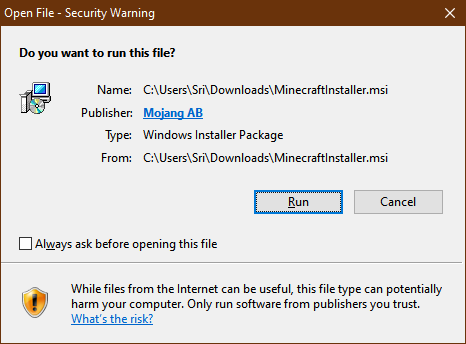 Open File - Security Warning
Do you want to run this file?
Name: C:\Users\Sri\Downloads\MinecraftInstaller.msi
Publisher: Mojang AB
Type: Windows Installer Package
From: C:\Users\Sri\Downloads\MinecraftInstaller.msi
Run Cancel
Always ask before opening this file
While files from the Internet can be useful, this file type can potentially
harm your computer. Only run software from publishers you trust.
What's the risk?